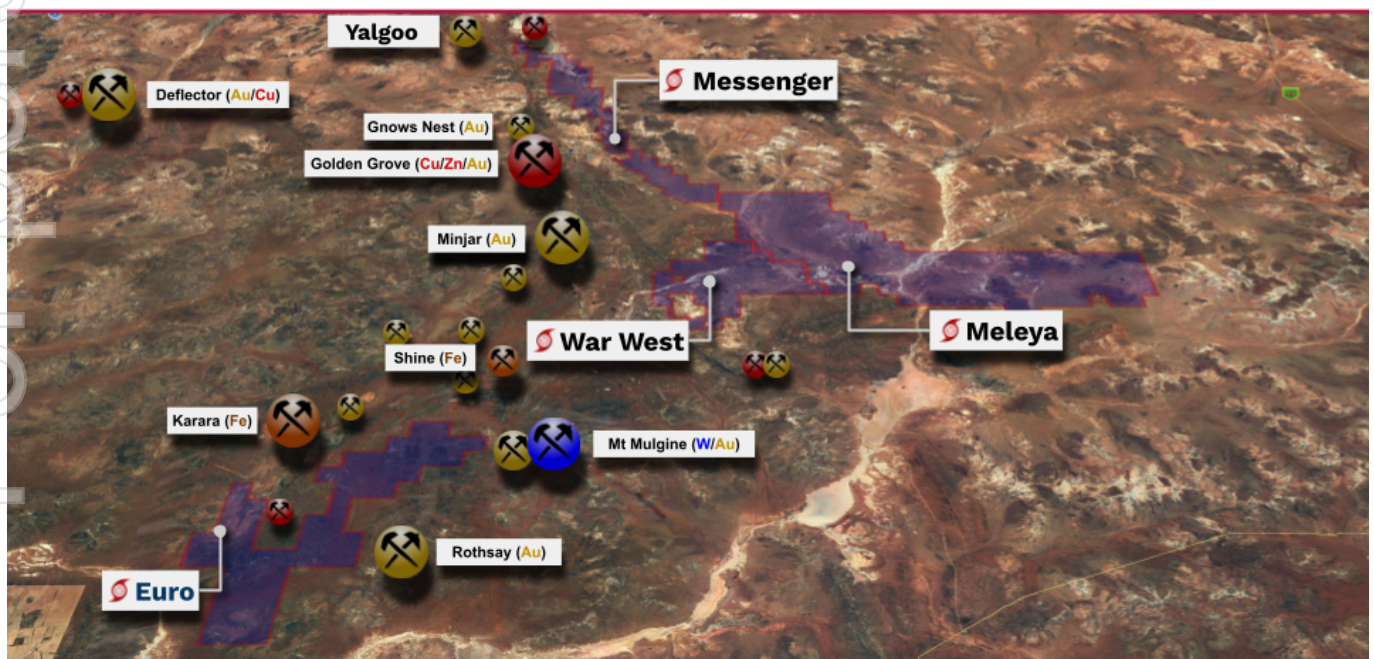 Yalgoo
Messenger
Deflector (Au/Cu)
Gnows Nest (Au)
Golden Grove (Cu/Zn/Au)
Minjar (Au)
War West
Meleya
Shine (Fe)
Karara (Fe)
Mt Mulgine (W/Au)
Rothsay (Au)
Euro